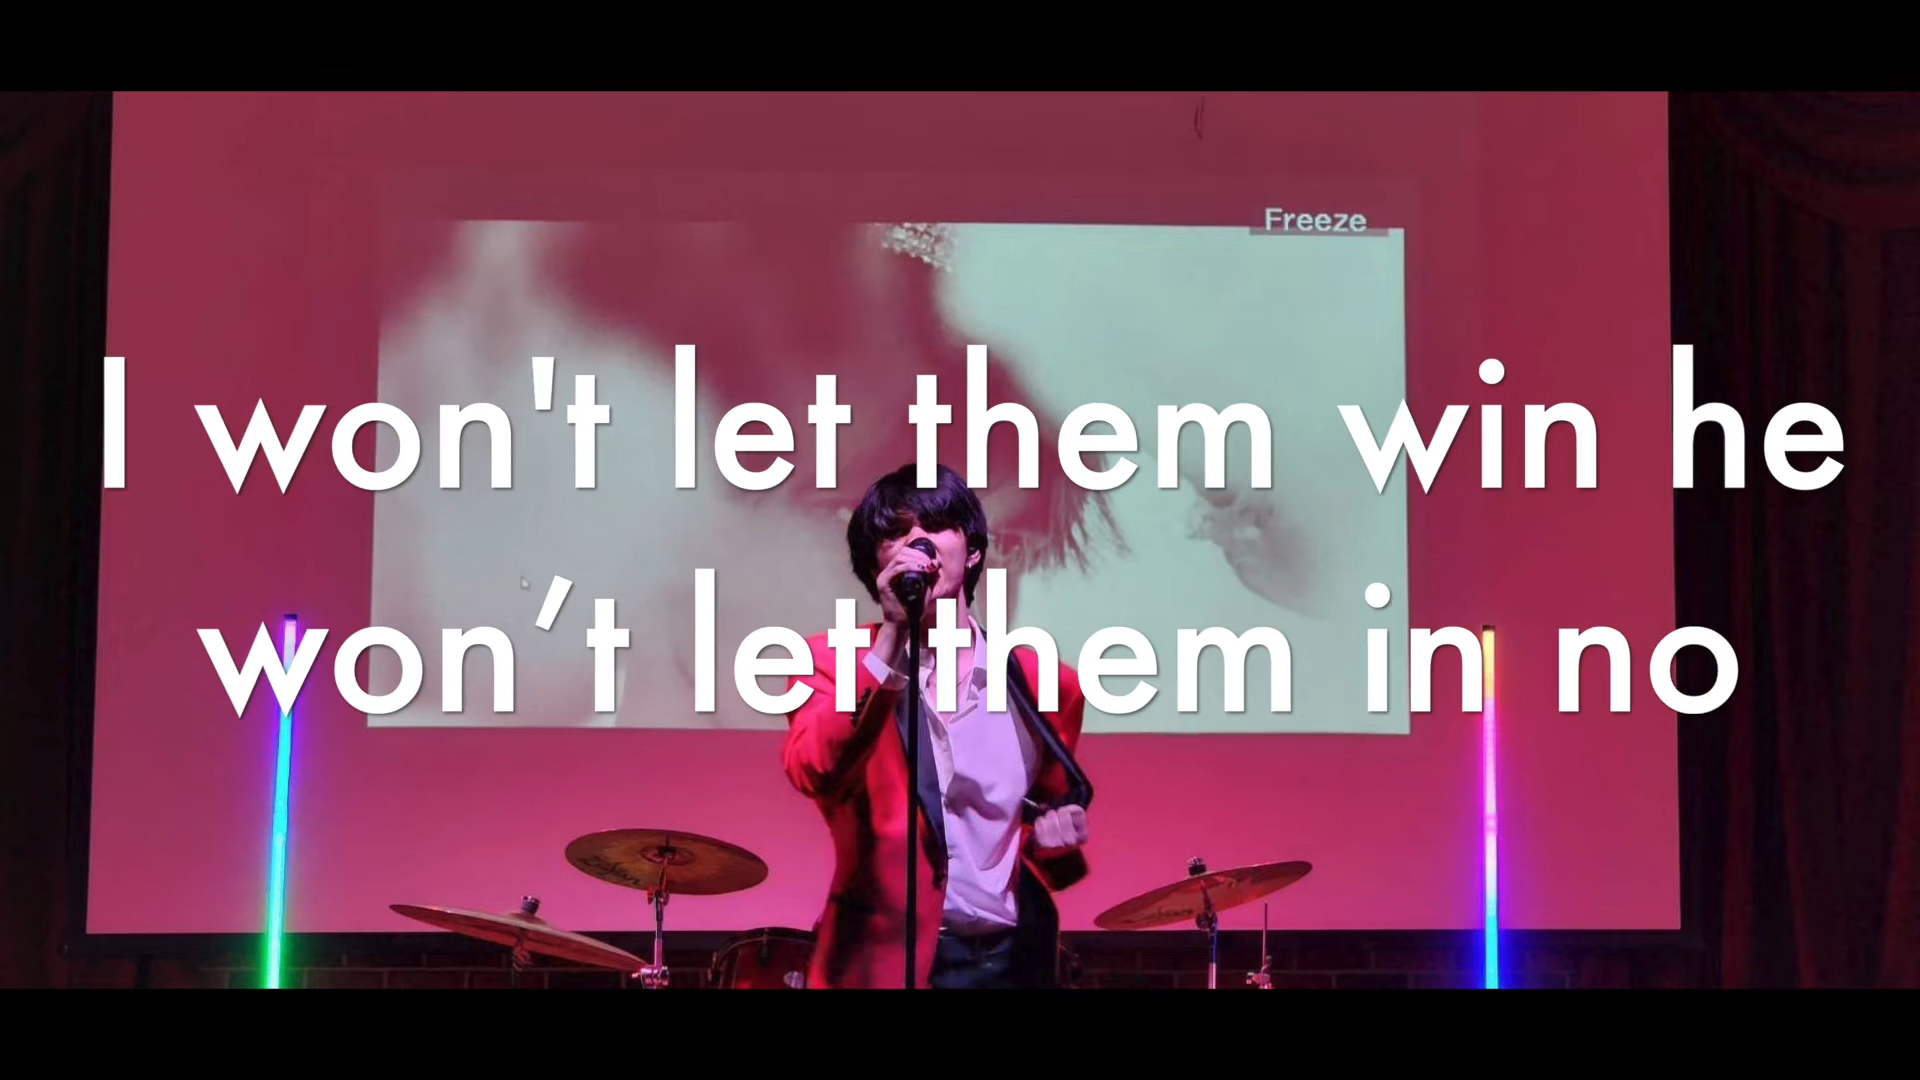 Freeze
I won't let them win he
won’t let them in no